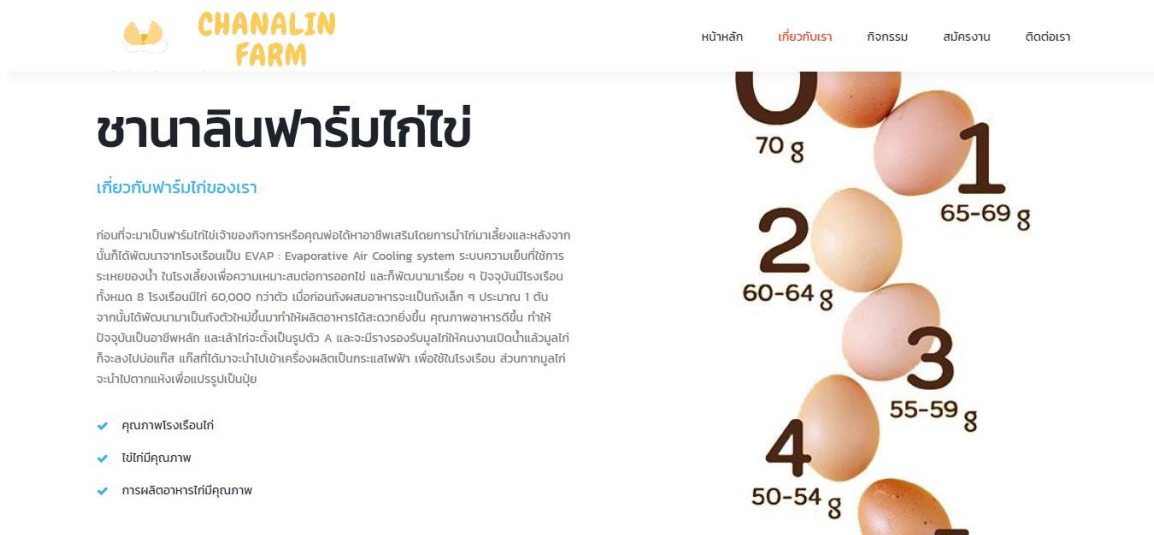 CHANALIN
FARM
หน้าหลัก
เกี่ยวกับเรา
กิจกรรม
สมัครงาน
ติดต่อเรา
ชานาลินฟาร์มไก่ไข่
เกี่ยวกับฟาร์มไก่ของเรา
ก่อนที่จะมาเป็นฟาร์มไก่ไข่เจ้าของกิจการหรือคุณพ่อได้หาอาชีพเสริมโดยการนำไก่มาเลี้ยงและหลังจาก
นั้นก็ได้พัฒนาจากโรงเรือนเป็น EVAP : Evaporative Air Cooling system ระบบความเย็นที่ใช้การ
ระเหยของน้ำ ในโรงเลี้ยงเพื่อความเหมาะสมต่อการออกไข่ และก็พัฒนามาเรื่อย ๆ ปัจจุบันมีโรงเรือน
ทั้งหมด 8 โรงเรือนมีไก่ 60,000 กว่าตัว เมื่อก่อนถังผสมอาหารจะเป็นถังเล็ก ๆ ประมาณ 1 ตัน
จากนั้นได้พัฒนามาเป็นถังตัวใหม่ขึ้นมาทำให้ผลิตอาหารได้สะดวกยิ่งขึ้น คุณภาพอาหารดีขึ้น ทำให้
ปัจจุบันเป็นอาชีพหลัก และเล้าไก่จะตั้งเป็นรูปตัว A และจะมีรางรองรับมูลไก่ให้คนงานเปิดน้ำแล้วมูลไก่
ก็จะลงไปบ่อแก๊ส แก๊สที่ได้มาจะนำไปเข้าเครื่องผลิตเป็นกระแสไฟฟ้า เพื่อใช้ในโรงเรือน ส่วนกากมูลไก่
จะนำไปตากแห้งเพื่อแปรรูปเป็นปุ๋ย
คุณภาพโรงเรือนไก่
ไข่ไก่มีคุณภาพ
การผลิตอาหารไก่มีคุณภาพ
0
70 g
1
65-69 g
2
60-64 g
3
55-59 g
4
50-54 g